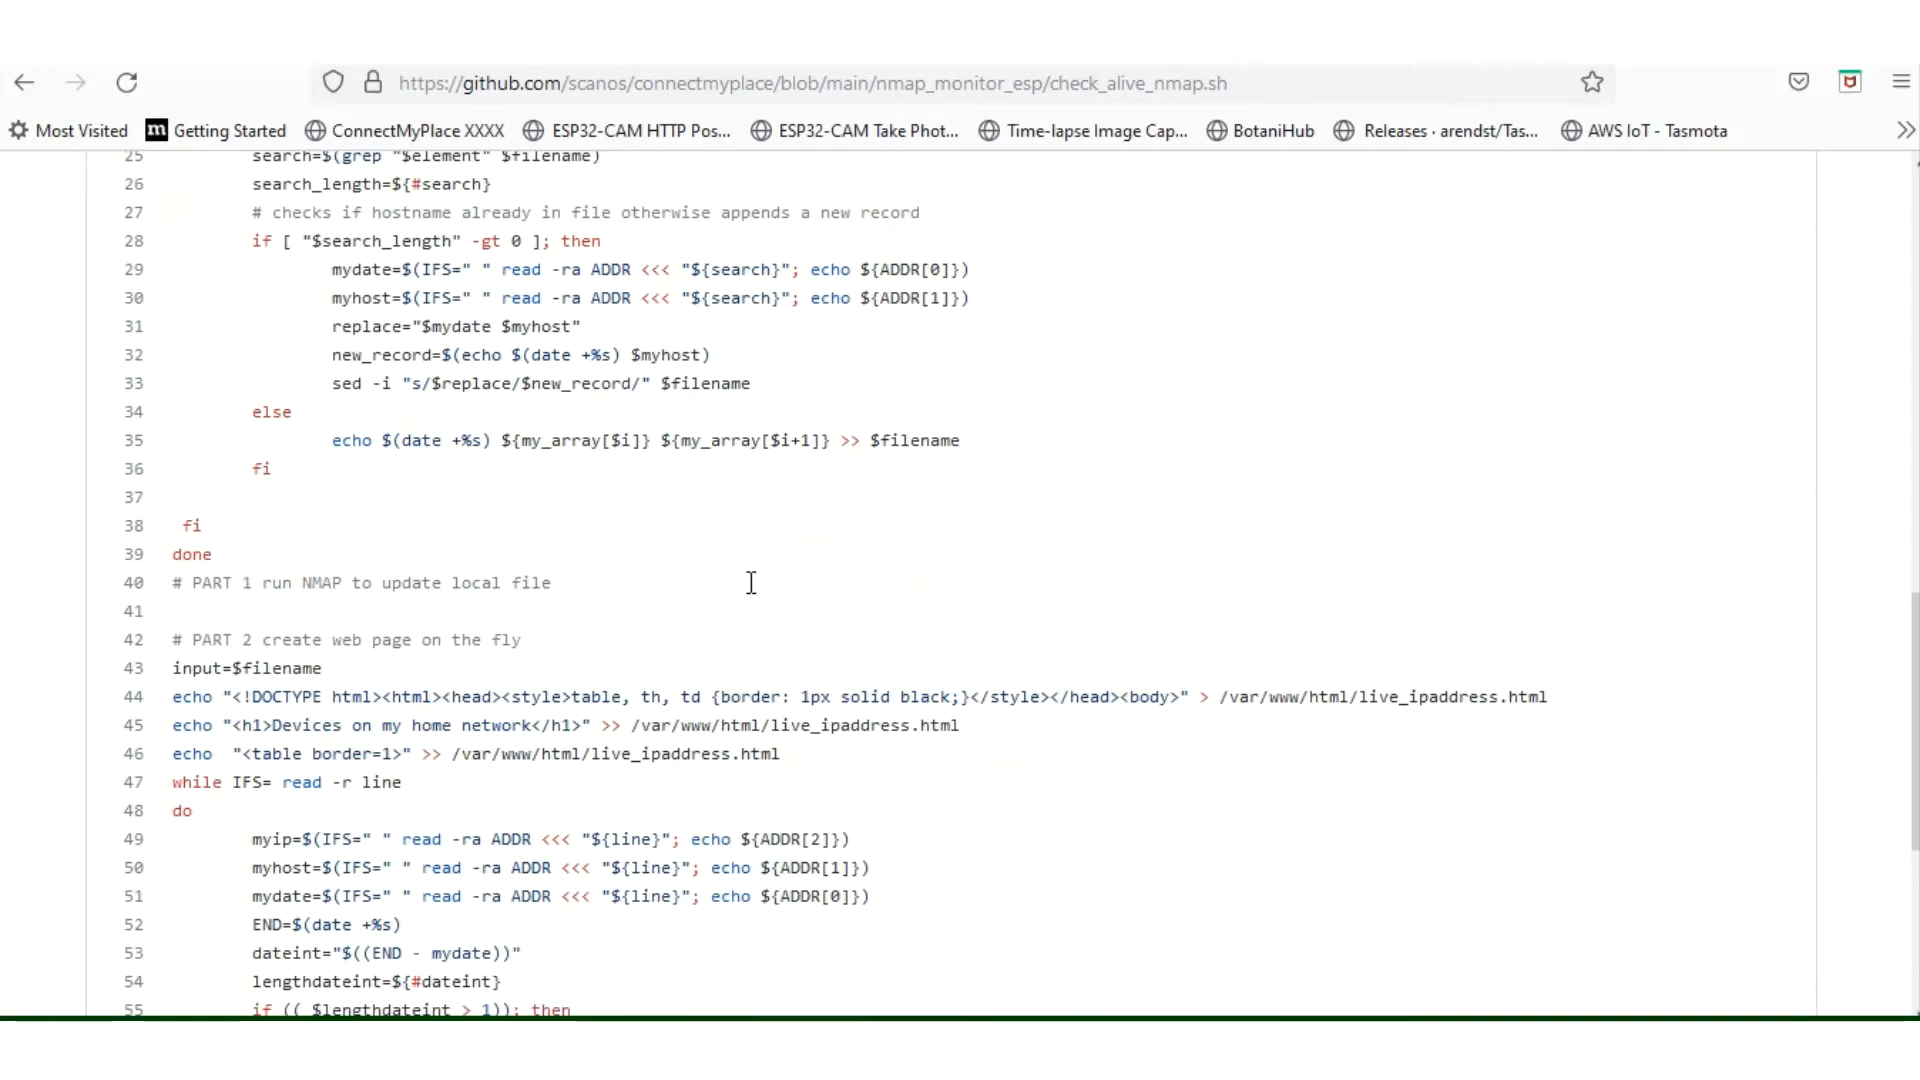 https://github.com/scanos/connectmyplace/blob/main/nmap_monitor_esp/check_alive_nmap.sh
Most Visited m Getting Started ConnectMyPlace XXXX ESP32-CAM HTTP Pos... ESP32-CAM Take Phot... Time-lapse Image Cap... BotaniHub Releases · arendst/Tas... AWS IoT - Tasmota
25 search=$(grep "$element" $filename)
26 search_length=${#search}
27 # checks if hostname already in file otherwise appends a new record
28 if [ "$search_length" -gt 0 ]; then
29 mydate=$(IFS=" " read -ra ADDR <<< "${search}"; echo ${ADDR[0]})
30 myhost=$(IFS=" " read -ra ADDR <<< "${search}"; echo ${ADDR[1]})
31 replace="$mydate $myhost"
32 new_record=$(echo $(date +%s) $myhost)
33 sed -i "s/$replace/$new_record/" $filename
34 else
35 echo $(date +%s) ${my_array[$i]} ${my_array[$i+1]} >> $filename
36 fi
37
38 fi
39 done
40 # PART 1 run NMAP to update local file
41
42 # PART 2 create web page on the fly
43 input=$filename
44 echo "<!DOCTYPE html><html><head><style>table, th, td {border: 1px solid black;}</style></head><body>" > /var/www/html/live_ipaddress.html
45 echo "<h1>Devices on my home network</h1>" >> /var/www/html/live_ipaddress.html
46 echo  "<table border=1>" >> /var/www/html/live_ipaddress.html
47 while IFS= read -r line
48 do
49 myip=$(IFS=" " read -ra ADDR <<< "${line}"; echo ${ADDR[2]})
50 myhost=$(IFS=" " read -ra ADDR <<< "${line}"; echo ${ADDR[1]})
51 mydate=$(IFS=" " read -ra ADDR <<< "${line}"; echo ${ADDR[0]})
52 END=$(date +%s)
53 dateint="$((END - mydate))"
54 lengthdateint=${#dateint}
55 if (( $lengthdateint > 1)); then